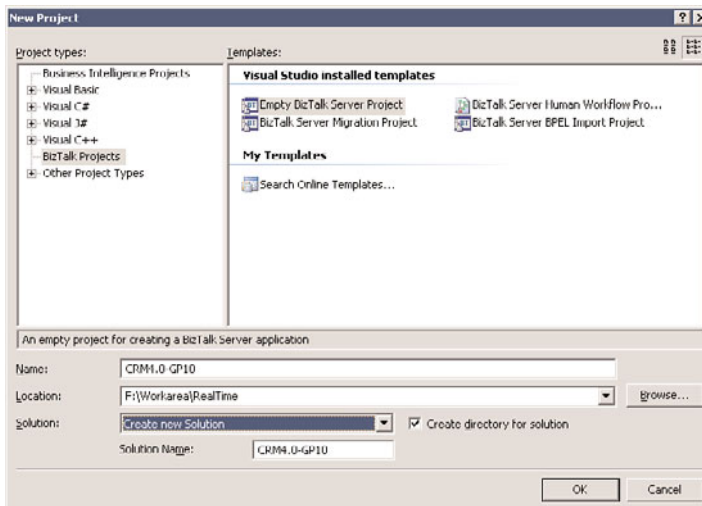 New Project
Project types:
Templates:
Business Intelligence Projects
Visual Basic
Visual C#
Visual J#
Visual C++
BizTalk Projects
Other Project Types
Visual Studio installed templates
Empty BizTalk Server Project
BizTalk Server Human Workflow Pro...
BizTalk Server Migration Project
BizTalk Server BPEL Import Project
My Templates
Search Online Templates...
An empty project for creating a BizTalk Server application
Name:
CRM4.0-GP10
Location:
F:\Workarea\RealTime
Browse...
Solution:
Create new Solution
Create directory for solution
Solution Name:
CRM4.0-GP10
OK
Cancel